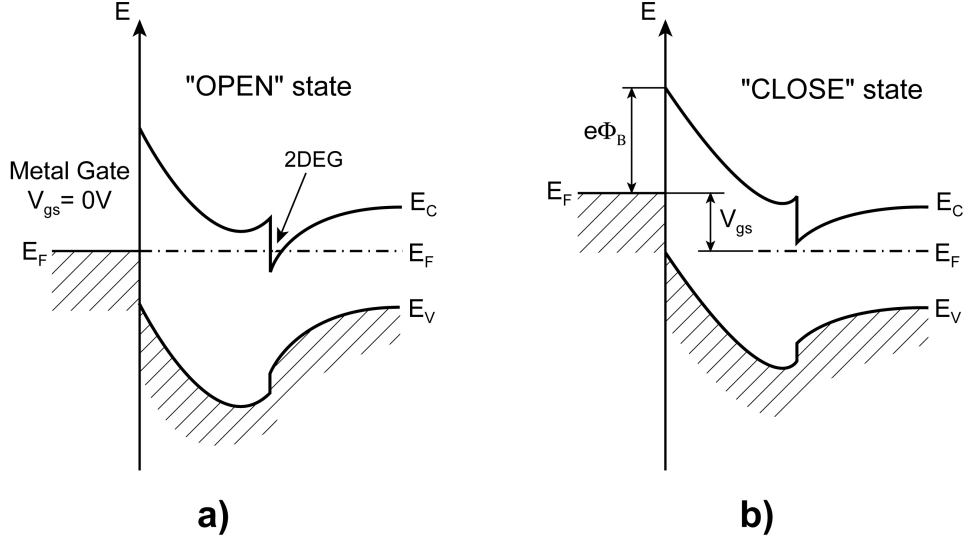 E
"OPEN" state
2DEG
Metal Gate
V_gs= 0V
E_C
E_F
E_F
E_V
a)
E
"CLOSE" state
eΦ_B
E_F
E_C
V_gs
E_F
E_V
b)